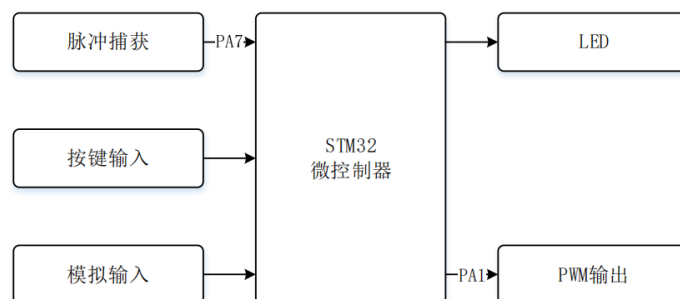 脉冲捕获
PA7
LED
按键输入
STM32
微控制器
模拟输入
PA1
PWM输出